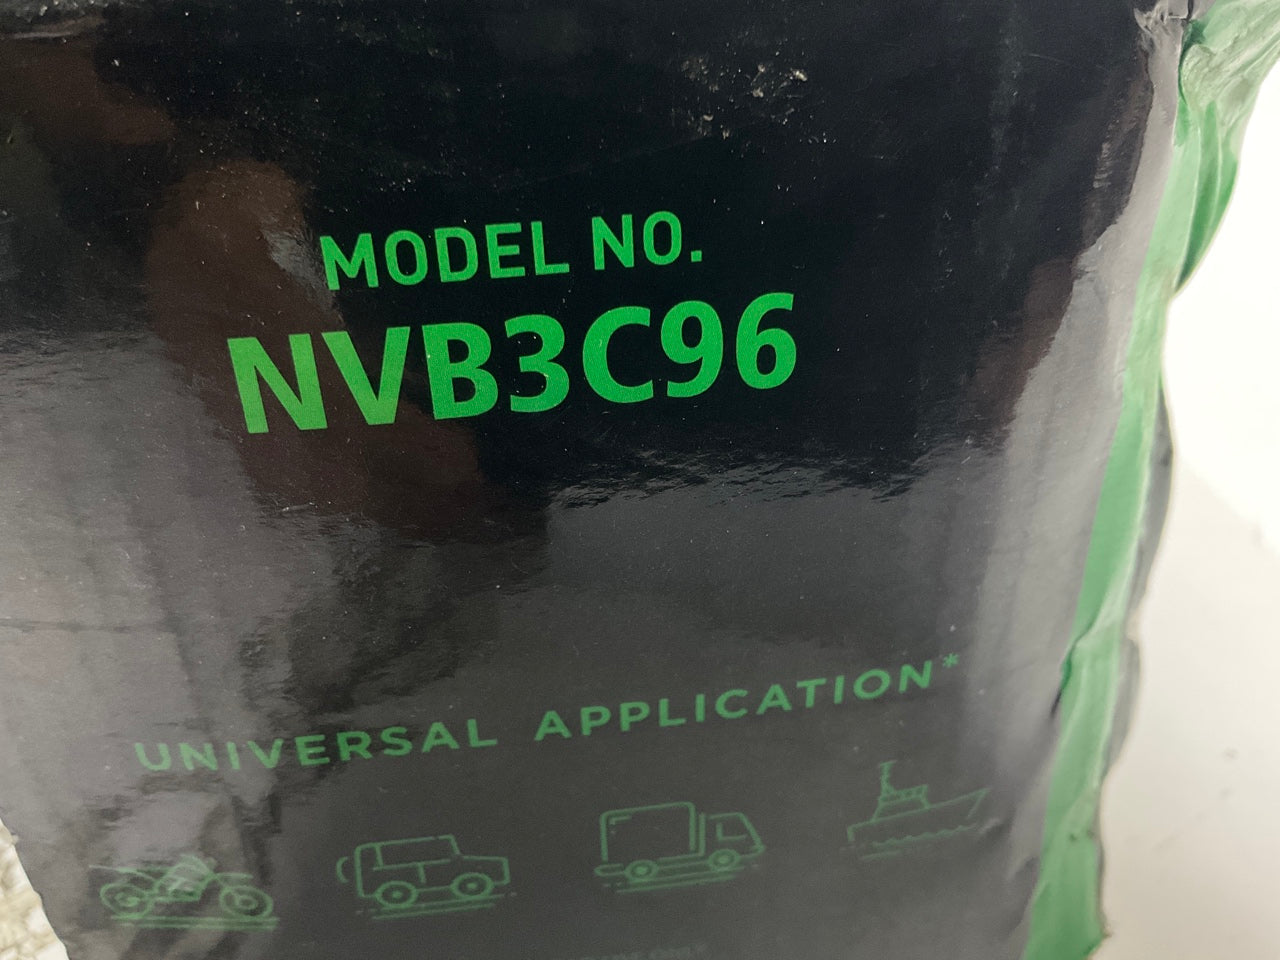 MODEL NO.
NVB3C96
UNIVERSAL APPLICATION*